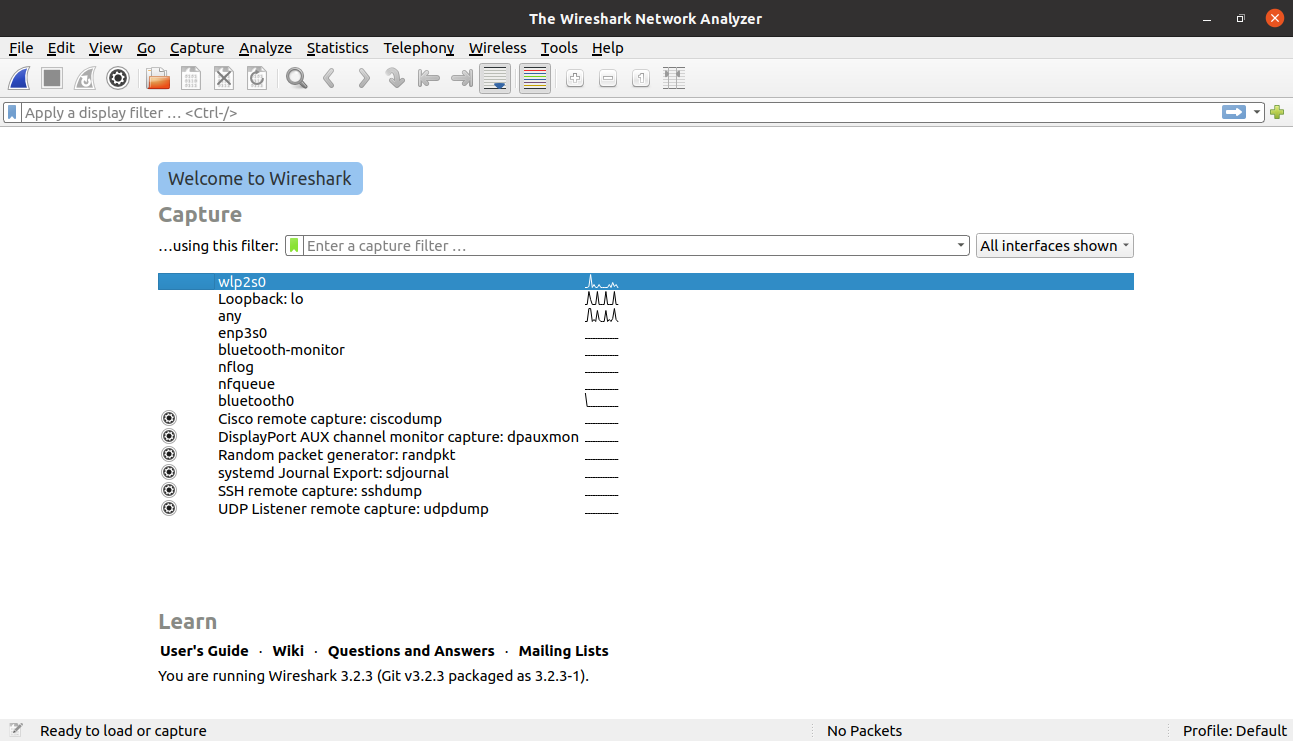 The Wireshark Network Analyzer
File Edit View Go Capture Analyze Statistics Telephony Wireless Tools Help
Apply a display filter … <Ctrl-/>
Welcome to Wireshark
Capture
…using this filter: Enter a capture filter … All interfaces shown
wlp2s0
Loopback: lo
any
enp3s0
bluetooth-monitor
nflog
nfqueue
bluetooth0
Cisco remote capture: ciscodump
DisplayPort AUX channel monitor capture: dpauxmon
Random packet generator: randpkt
systemd Journal Export: sdjournal
SSH remote capture: sshdump
UDP Listener remote capture: udpdump
Learn
User's Guide · Wiki · Questions and Answers · Mailing Lists
You are running Wireshark 3.2.3 (Git v3.2.3 packaged as 3.2.3-1).
Ready to load or capture No Packets Profile: Default